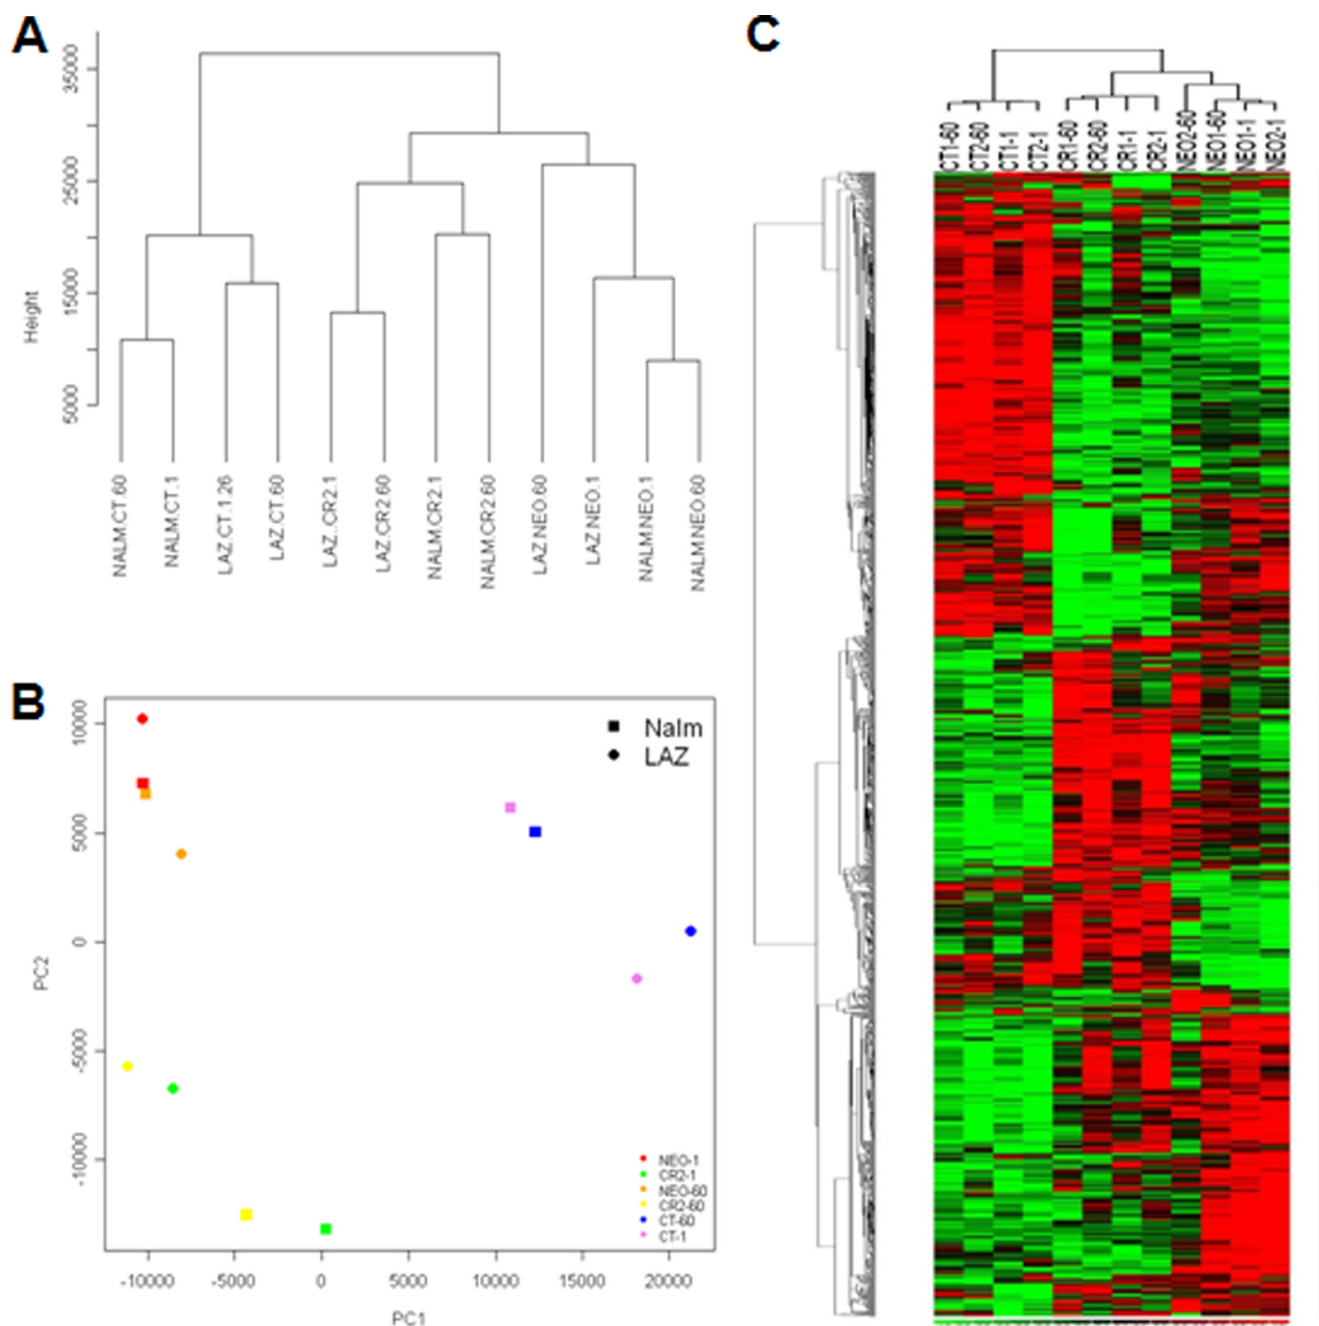 A
C
35000
25000
15000
5000
Height
NALM.CT.60
NALM.CT.1
LAZ.CT.1.26
LAZ.CT.60
LAZ..CR2.1
LAZ.CR2.60
NALM.CR2.1
NALM.CR2.60
LAZ.NEO.60
LAZ.NEO.1
NALM.NEO.1
NALM.NEO.60
CT1-60
CT2-60
CT1-1
CT2-1
CR1-60
CR2-60
CR1-1
CR2-1
NEO2-60
NEO1-60
NEO1-1
NEO2-1
B
Nalm
LAZ
10000
5000
0
-5000
-10000
PC2
NEO-1
CR2-1
NEO-60
CR2-60
CT-60
CT-1
-10000 -5000 0 5000 10000 15000 20000
PC1